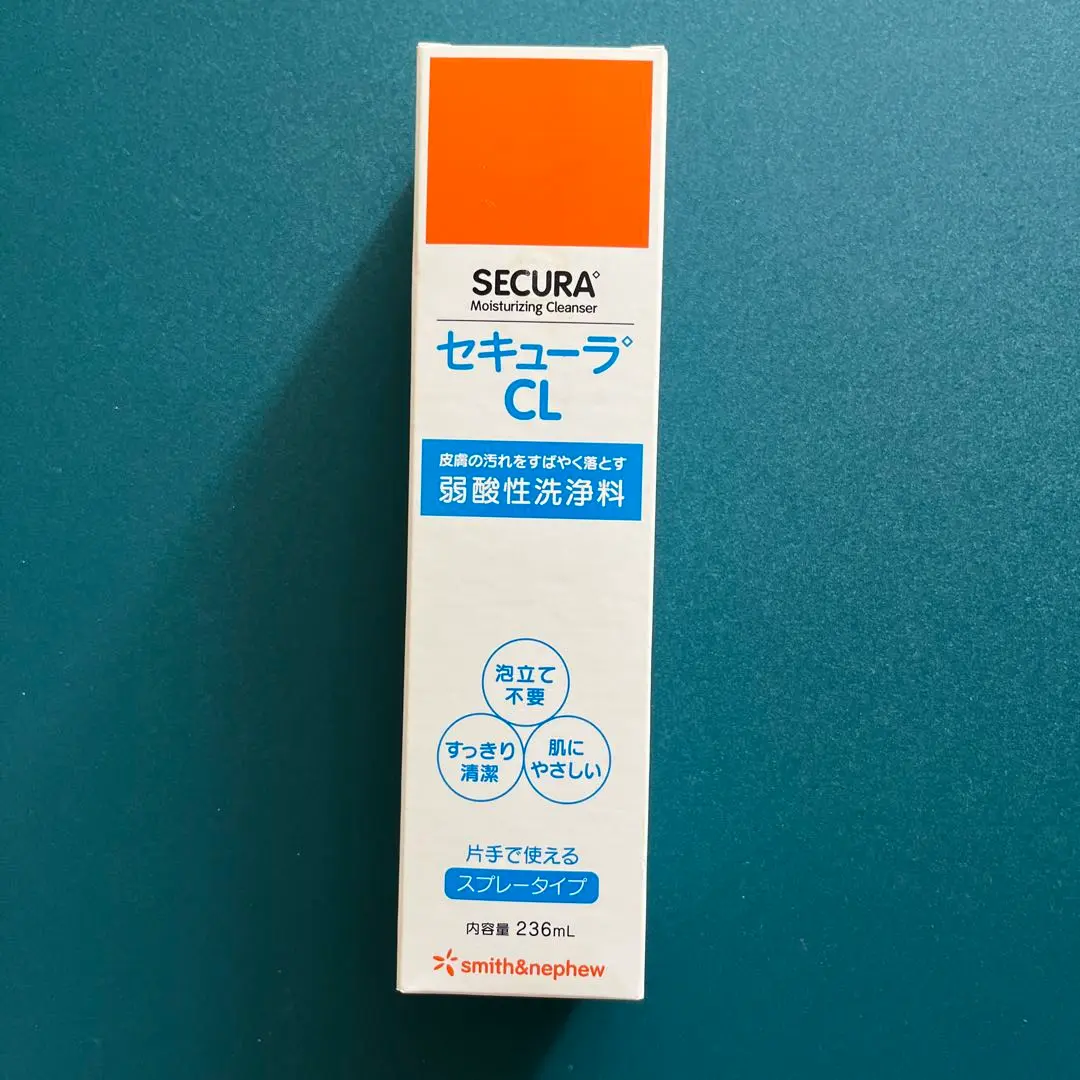 SECURA◇
Moisturizing Cleanser
セキューラ◇
CL
皮膚の汚れをすばやく落とす
弱酸性洗浄料
泡立て
不要
すっきり
清潔
肌に
やさしい
片手で使える
スプレータイプ
内容量 236mL
smith&nephew